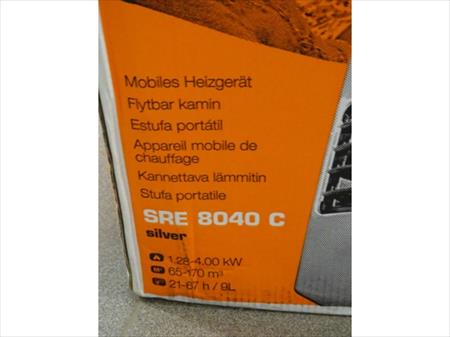 Mobiles Heizgerät
Flytbar kamin
Estufa portátil
Appareil mobile de
chauffage
Kannettava lämmitin
Stufa portatile
SRE 8040 C
silver
1.28-4.00 kW
65-170 m³
21-67 h / 9L